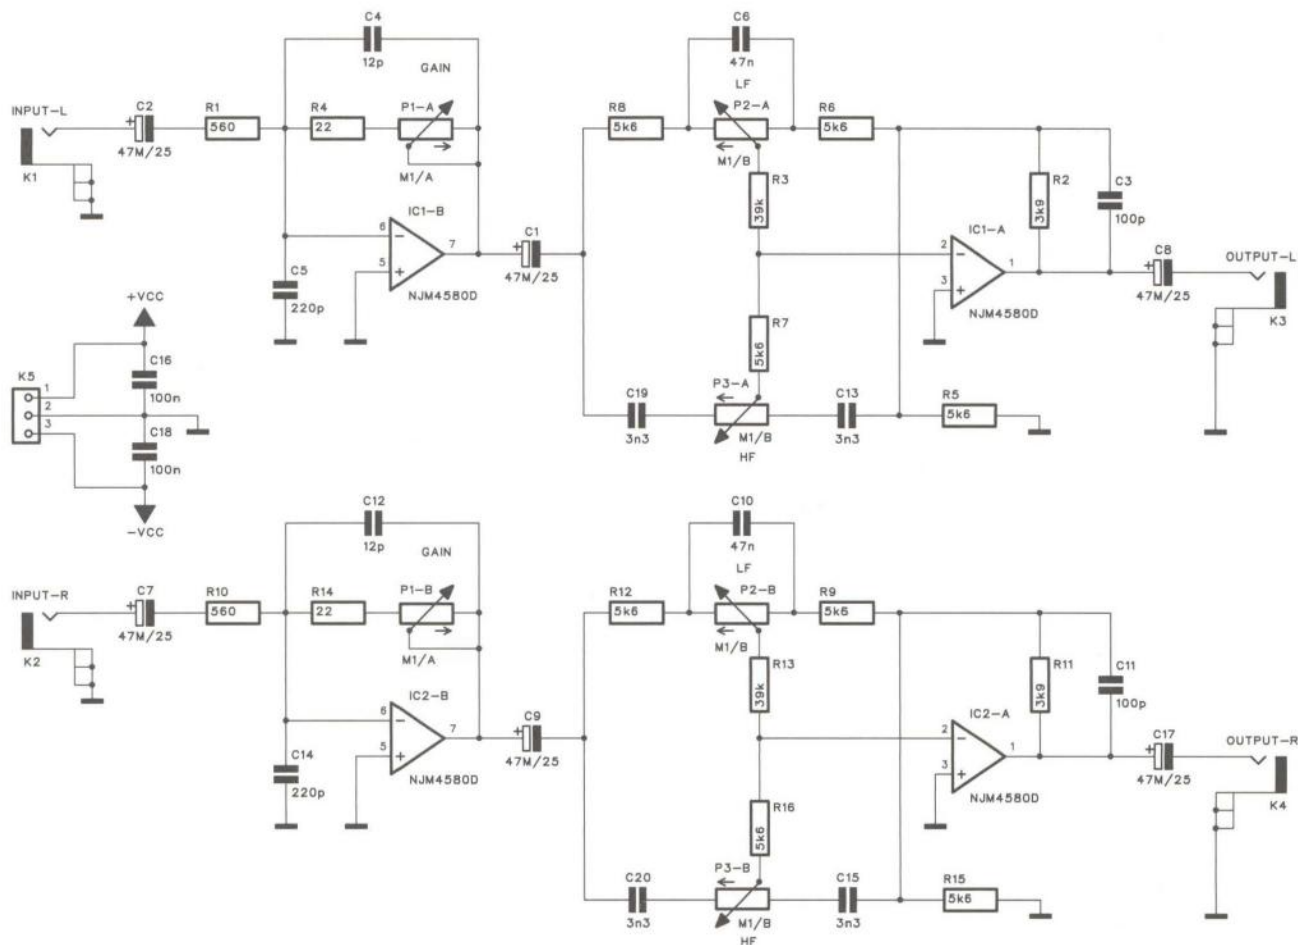 C4
12p
GAIN
INPUT-L
C2
R1
R4
P1-A
560
22
47M/25
K1
M1/A
IC1-B
6
7
5
C5
220p
NJM4580D
C1
47M/25
C6
47n
LF
R8
P2-A
R6
5k6
5k6
M1/B
R3
39k
R2
3k9
C3
100p
IC1-A
2
1
3
NJM4580D
C8
47M/25
OUTPUT-L
K3
R7
5k6
C19
P3-A
C13
R5
5k6
3n3
M1/B
3n3
HF
+VCC
K5
1
2
3
C16
100n
C18
100n
-VCC
C12
12p
GAIN
INPUT-R
C7
R10
R14
P1-B
560
22
47M/25
K2
M1/A
IC2-B
6
7
5
C14
220p
NJM4580D
C9
47M/25
C10
47n
LF
R12
P2-B
R9
5k6
5k6
M1/B
R13
39k
R11
3k9
C11
100p
IC2-A
2
1
3
NJM4580D
C17
47M/25
OUTPUT-R
K4
R16
5k6
C20
P3-B
C15
R15
5k6
3n3
M1/B
3n3
HF